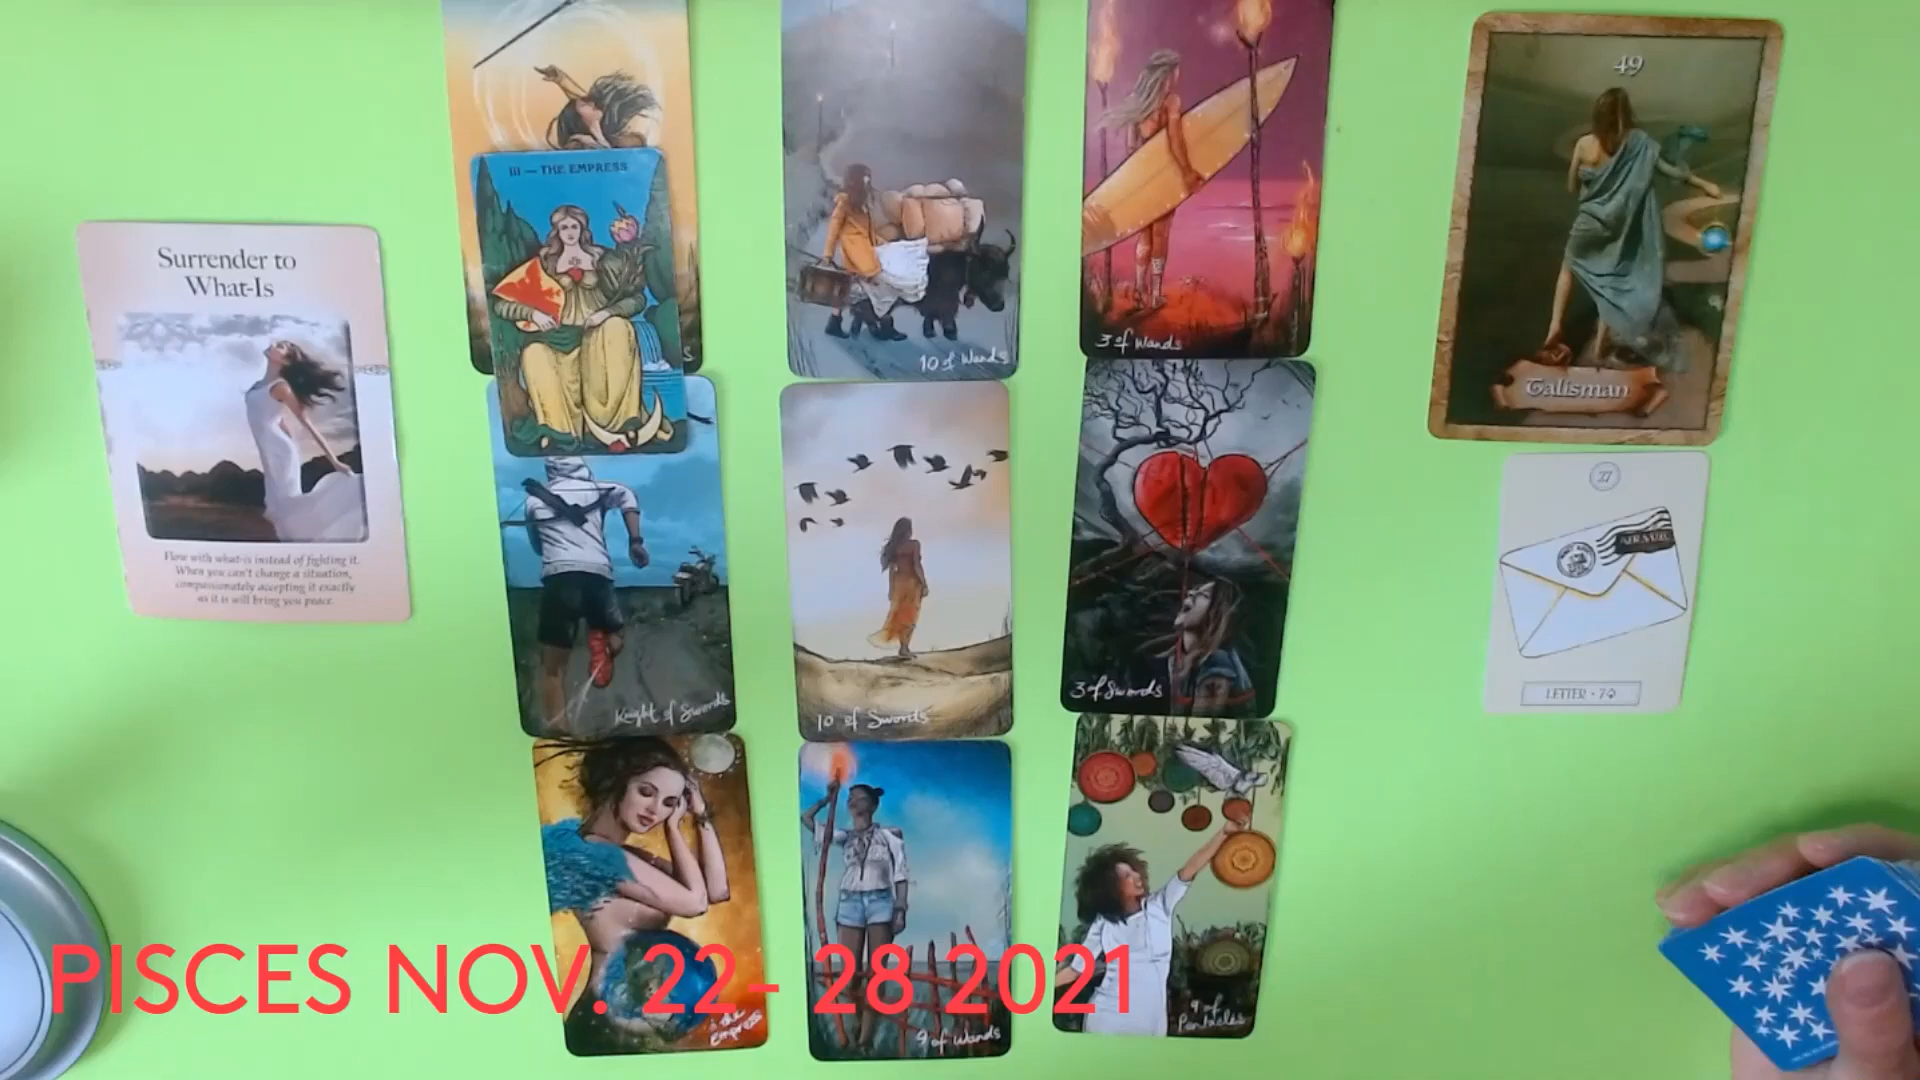 Surrender to
What-Is
Flow with what-is instead of fighting it.
When you can't change a situation,
compassionately accepting it exactly
as it is will bring you peace.
III — THE EMPRESS
S
10 of Wands
3 of Wands
49
Talisman
Knight of Swords
10 of Swords
3 of Swords
27
LETTER • 7♤
the
Empress
9 of Wands
9 of
Pentacles
PISCES NOV. 22- 28 2021